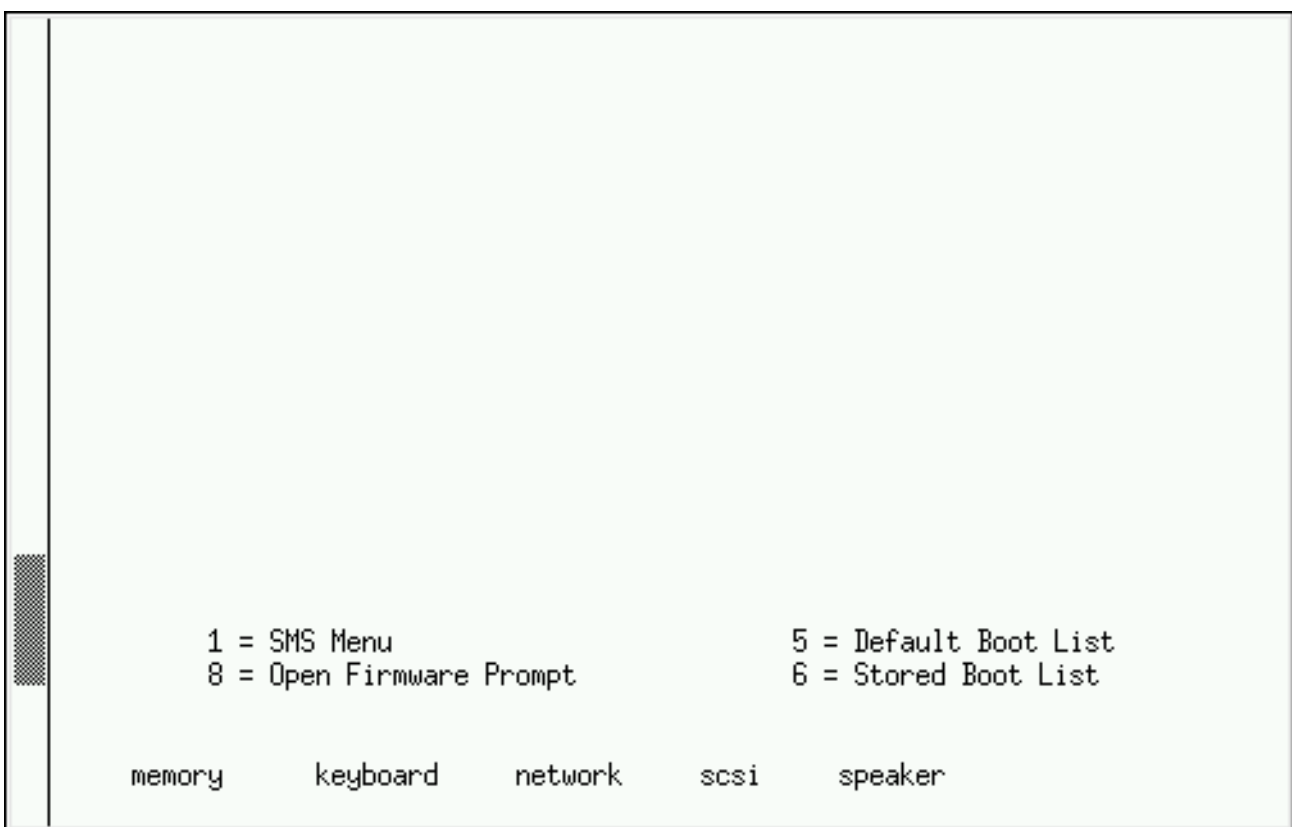 1 = SMS Menu 5 = Default Boot List
8 = Open Firmware Prompt 6 = Stored Boot List
memory keyboard network scsi speaker